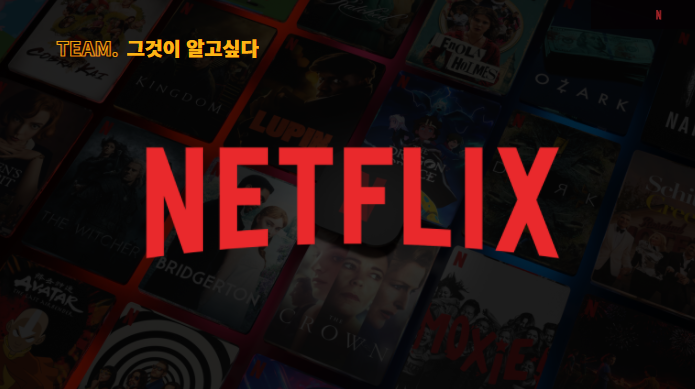 TEAM. 그것이 알고싶다
N
COBRA KAI
KINGDOM
LUPIN
ENOLA
HOLMES
OZARK
NETFLIX
THE WITCHER
BRIDGERTON
THE
CROWN
AVATAR
MOXIE!